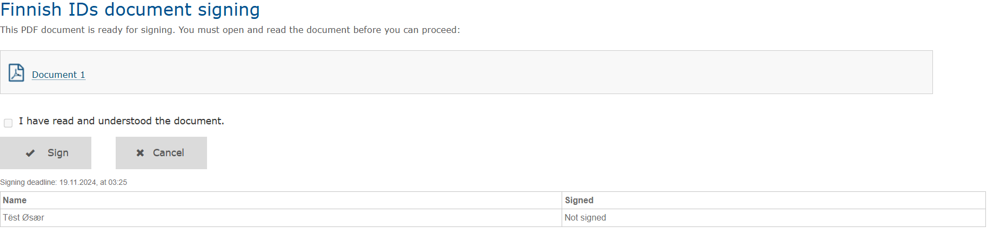 Finnish IDs document signing
This PDF document is ready for signing. You must open and read the document before you can proceed:
Document 1
I have read and understood the document.
Sign Cancel
Signing deadline: 19.11.2024, at 03:25
Name Signed
Tëst Øsær Not signed